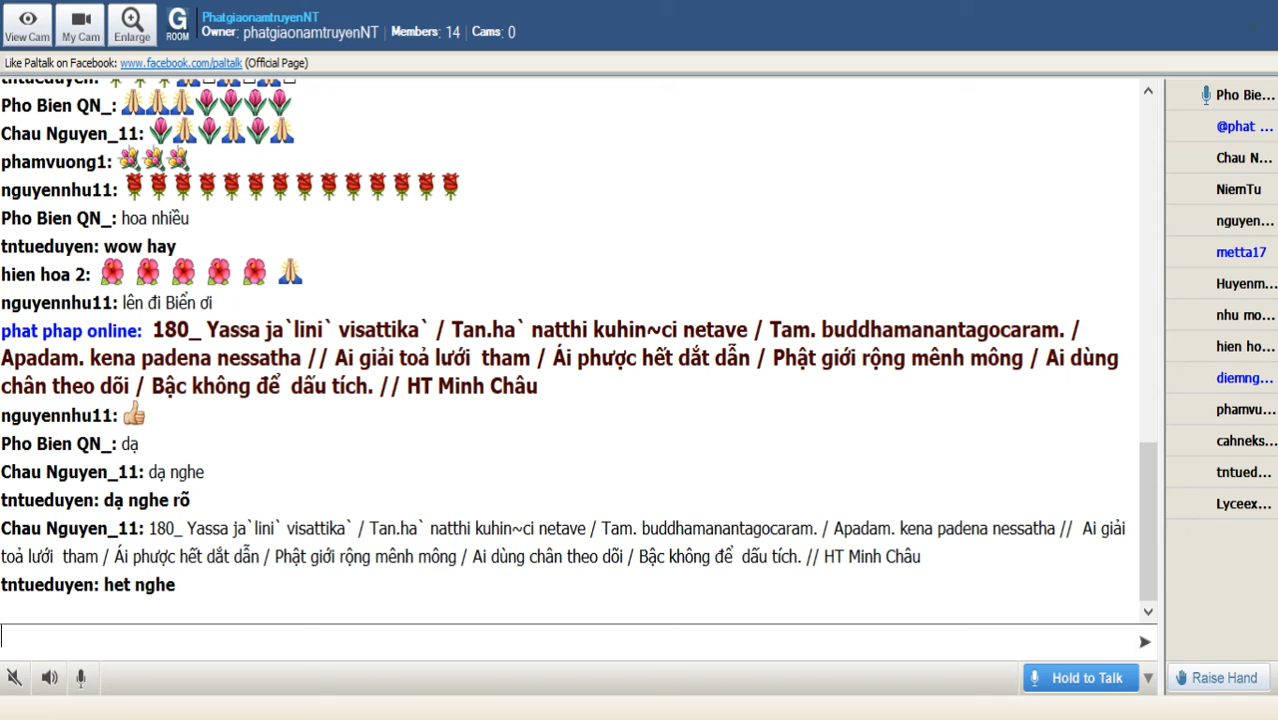 View Cam
My Cam
Enlarge
G
ROOM
PhatgiaonamtruyenNT
Owner: phatgiaonamtruyenNT Members: 14 Cams: 0
Like Paltalk on Facebook: www.facebook.com/paltalk (Official Page)
tntueduyen:
Pho Bien QN_:
Chau Nguyen_11:
phamvuong1:
nguyennhu11:
Pho Bien QN_: hoa nhiều
tntueduyen: wow hay
hien hoa 2:
nguyennhu11: lên đi Biển ơi
phat phap online: 180_ Yassa ja`lini` visattika` / Tan.ha` natthi kuhin~ci netave / Tam. buddhamanantagocaram. /
Apadam. kena padena nessatha // Ai giải toả lưới tham / Ái phược hết dắt dẫn / Phật giới rộng mênh mông / Ai dùng
chân theo dõi / Bậc không để dấu tích. // HT Minh Châu
nguyennhu11:
Pho Bien QN_: dạ
Chau Nguyen_11: dạ nghe
tntueduyen: dạ nghe rõ
Chau Nguyen_11: 180_ Yassa ja`lini` visattika` / Tan.ha` natthi kuhin~ci netave / Tam. buddhamanantagocaram. / Apadam. kena padena nessatha // Ai giải
toả lưới tham / Ái phược hết dắt dẫn / Phật giới rộng mênh mông / Ai dùng chân theo dõi / Bậc không để dấu tích. // HT Minh Châu
tntueduyen: het nghe
Hold to Talk
Pho Bie...
@phat ...
Chau N...
NiemTu
nguyen...
metta17
Huyenm...
nhu mo...
hien ho...
diemng...
phamvu...
cahneks...
tntued...
Lyceex...
Raise Hand